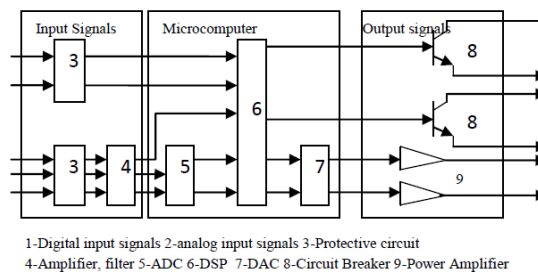 Input Signals Microcomputer Output signals
3
8
6
8
3 4 5 7
9
1-Digital input signals 2-analog input signals 3-Protective circuit
4-Amplifier, filter 5-ADC 6-DSP 7-DAC 8-Circuit Breaker 9-Power Amplifier